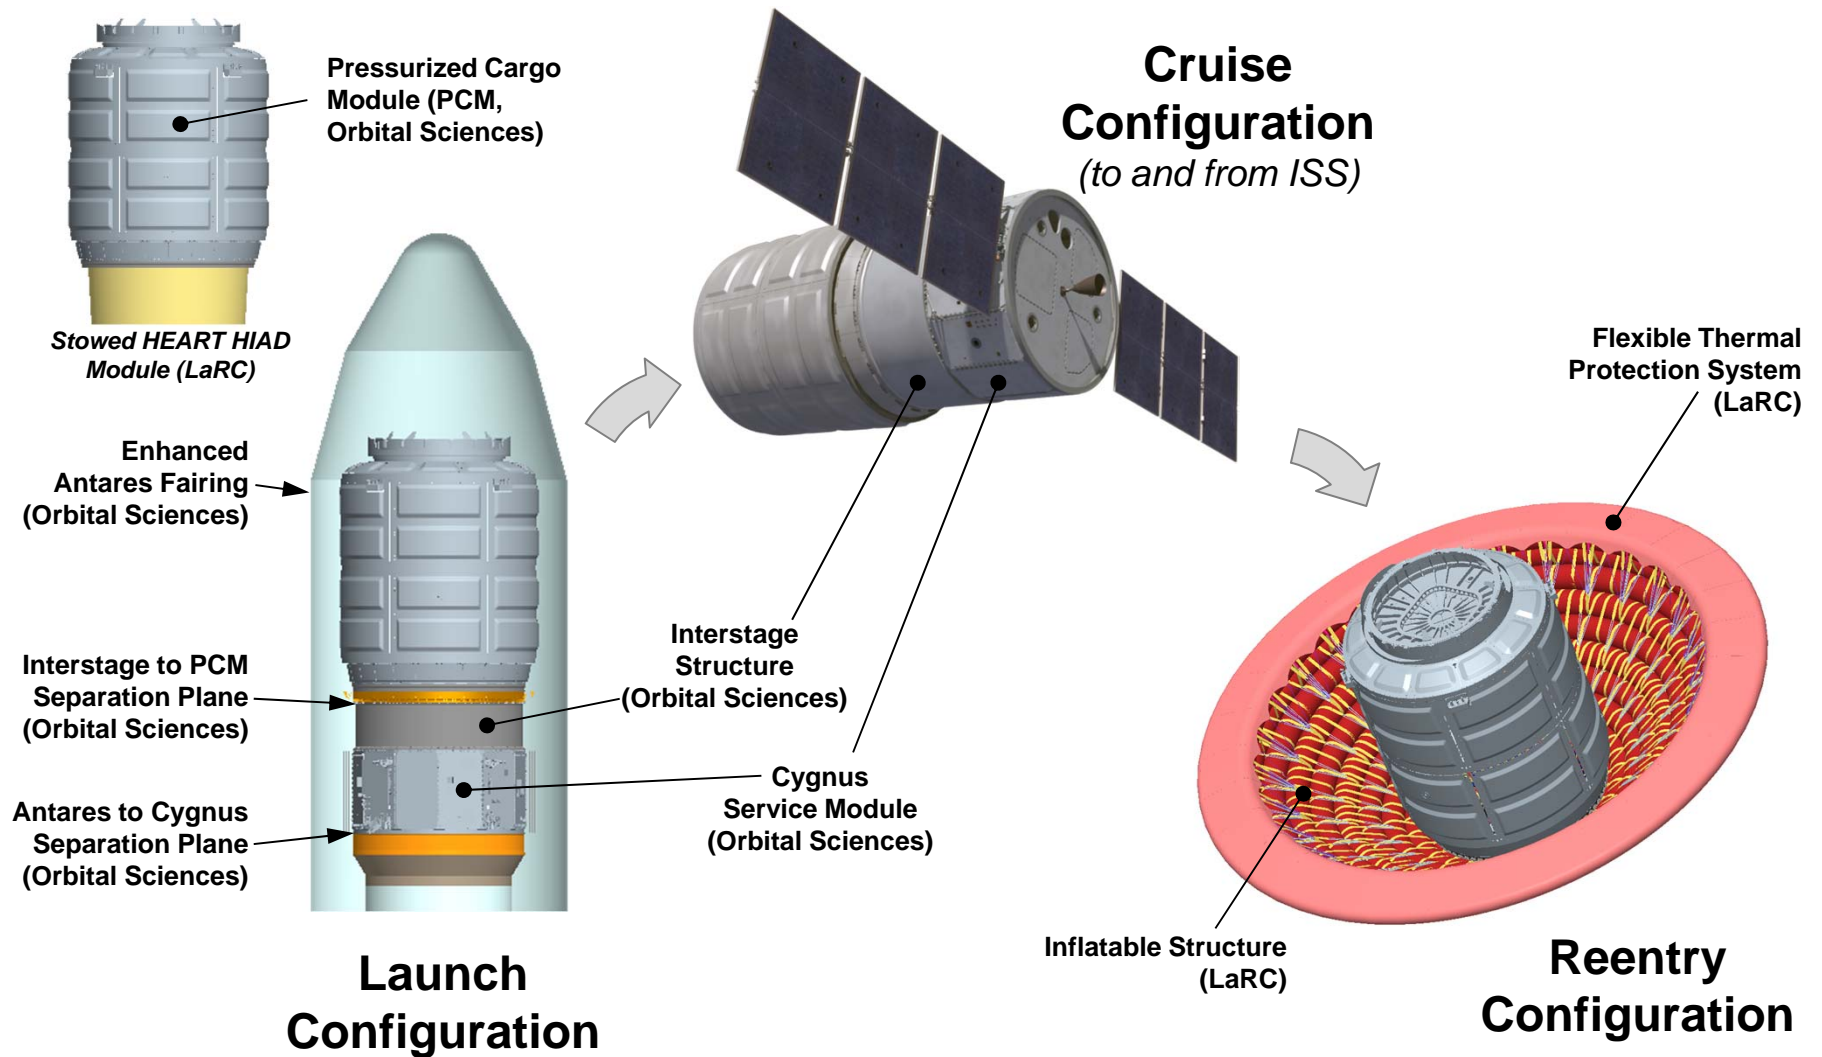 Pressurized Cargo
Module (PCM,
Orbital Sciences)
Stowed HEART HIAD
Module (LaRC)
Cruise
Configuration
(to and from ISS)
Enhanced
Antares Fairing
(Orbital Sciences)
Interstage to PCM
Separation Plane
(Orbital Sciences)
Antares to Cygnus
Separation Plane
(Orbital Sciences)
Launch
Configuration
Interstage
Structure
(Orbital Sciences)
Cygnus
Service Module
(Orbital Sciences)
Flexible Thermal
Protection System
(LaRC)
Inflatable Structure
(LaRC)
Reentry
Configuration